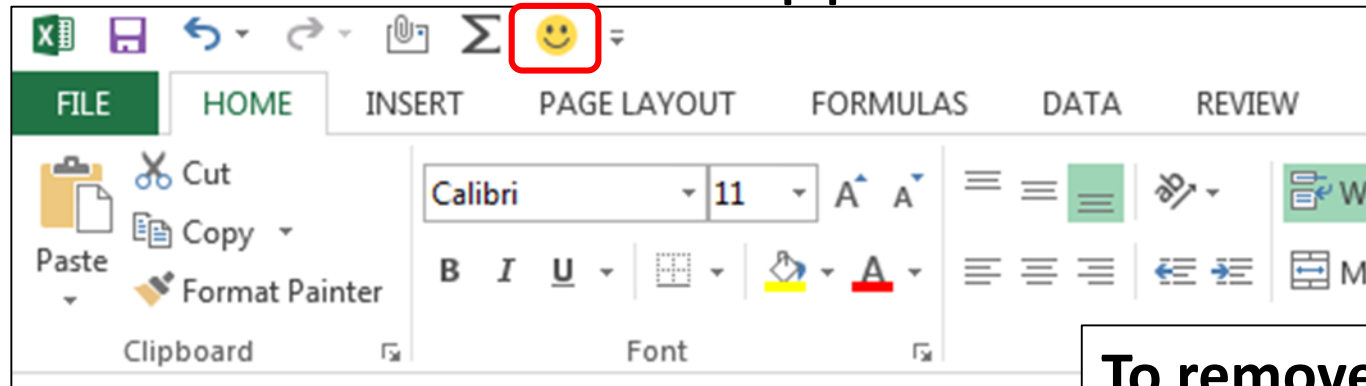 FILE HOME INSERT PAGE LAYOUT FORMULAS DATA REVIEW
Cut
Calibri 11
Copy
Paste
B I U A
Format Painter
Clipboard Font
To remove